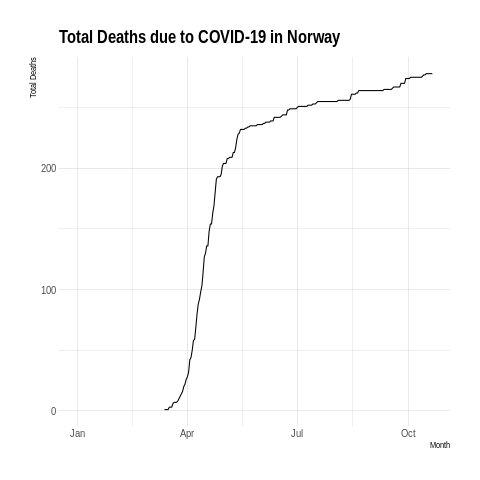 Total Deaths due to COVID-19 in Norway
Total Deaths
200
100
0
Jan Apr Jul Oct
Month